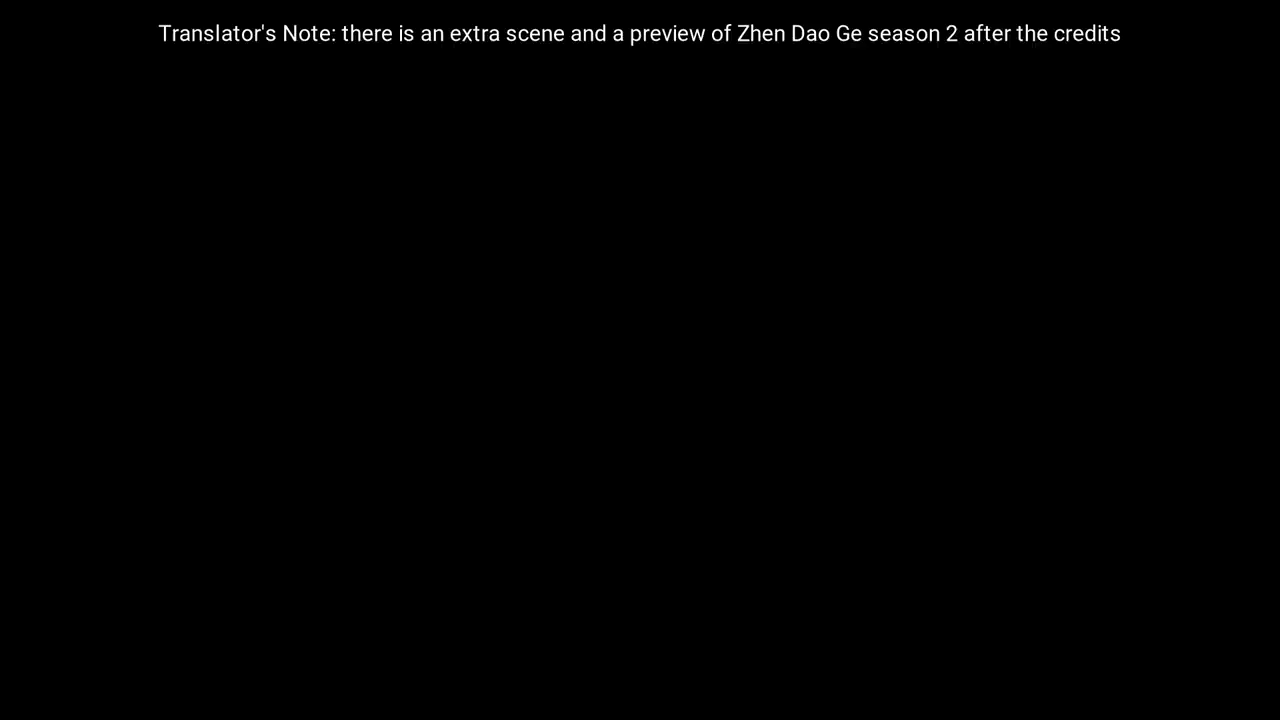 Translator's Note: there is an extra scene and a preview of Zhen Dao Ge season 2 after the credits